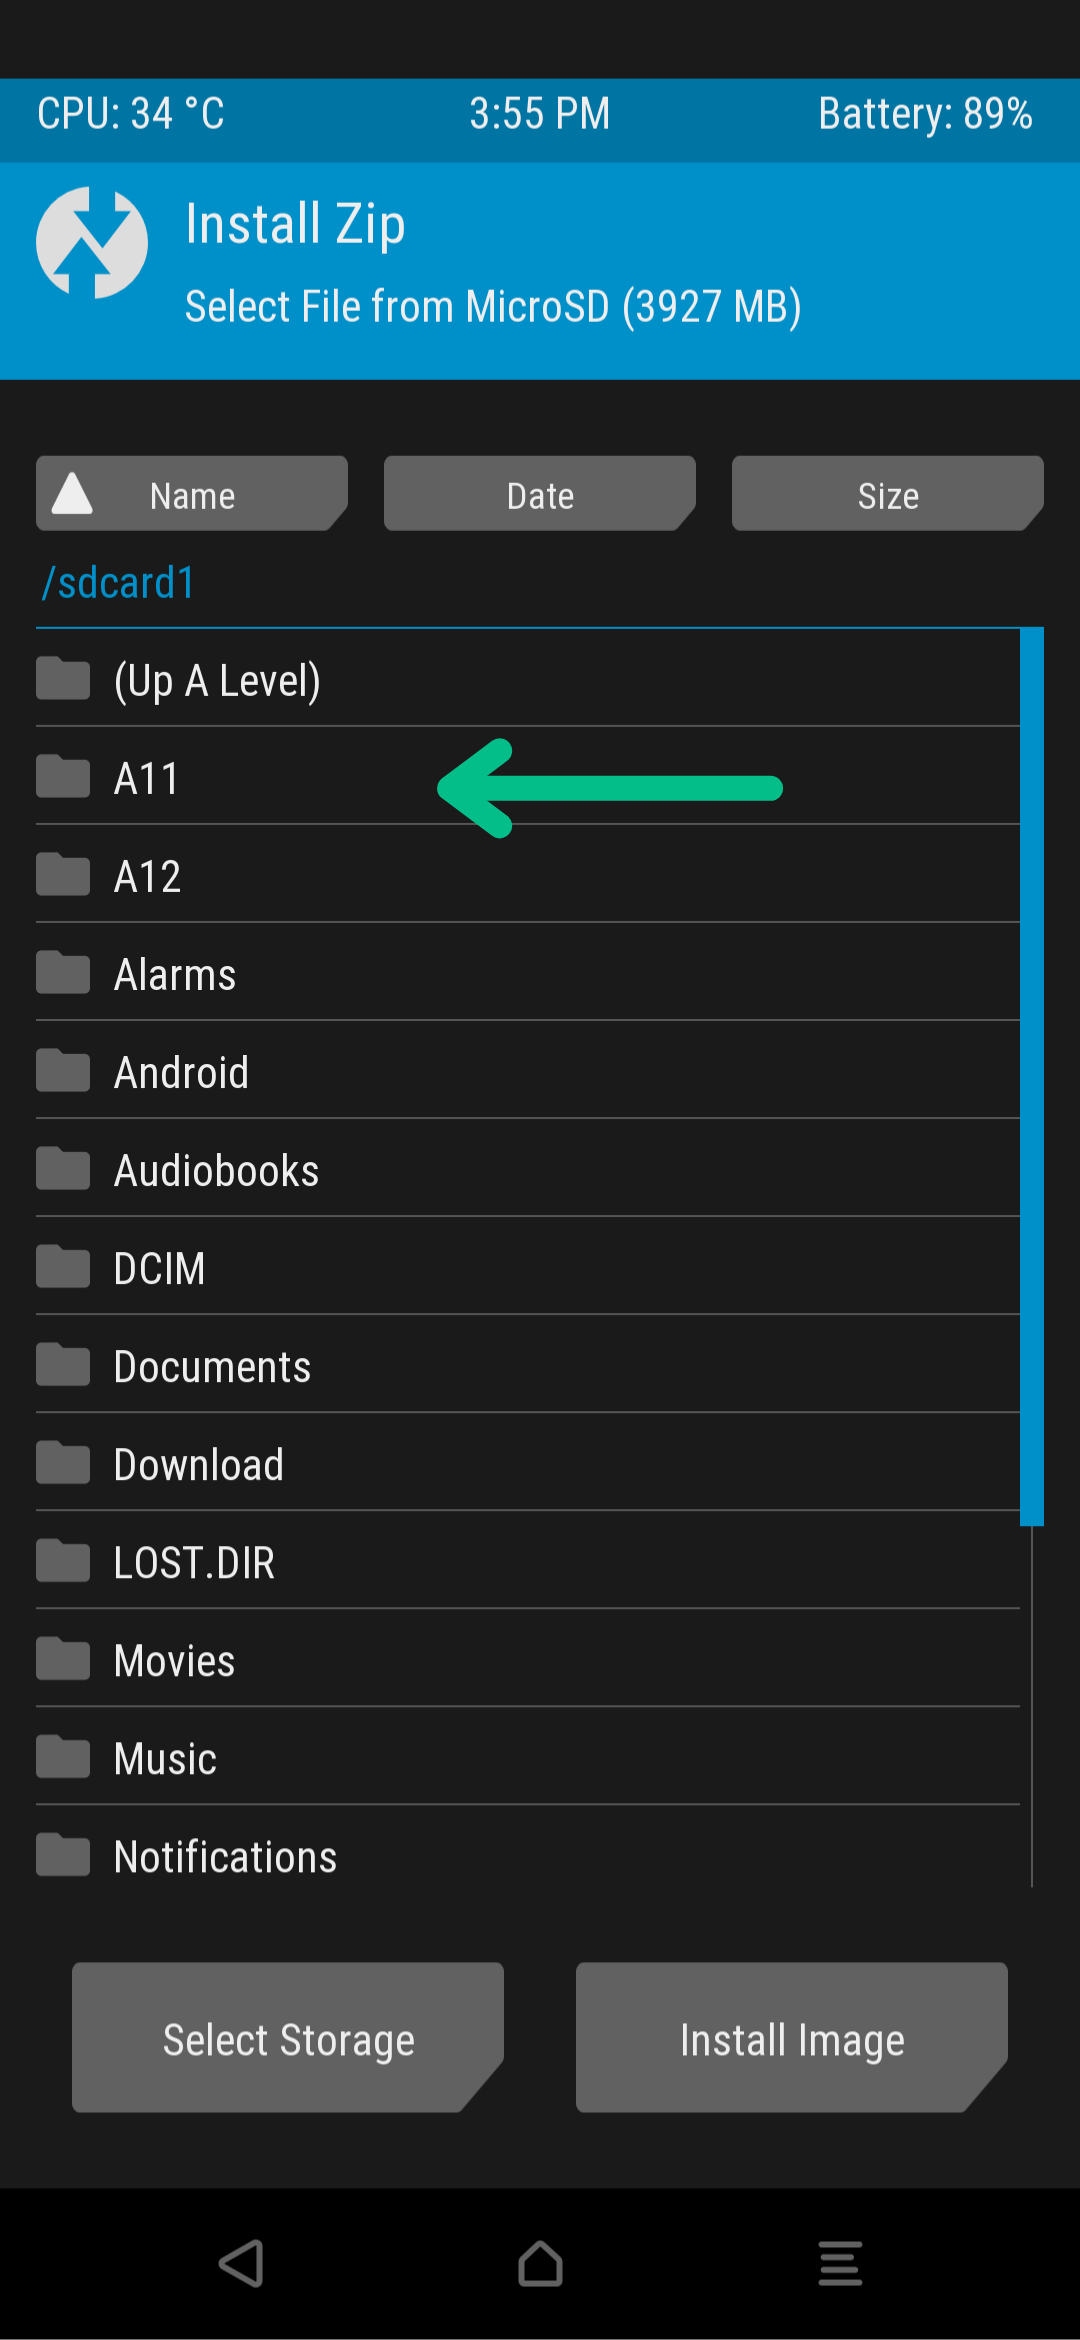 CPU: 34 °C 3:55 PM Battery: 89%
Install Zip
Select File from MicroSD (3927 MB)
Name Date Size
/sdcard1
(Up A Level)
A11
A12
Alarms
Android
Audiobooks
DCIM
Documents
Download
LOST.DIR
Movies
Music
Notifications
Select Storage Install Image